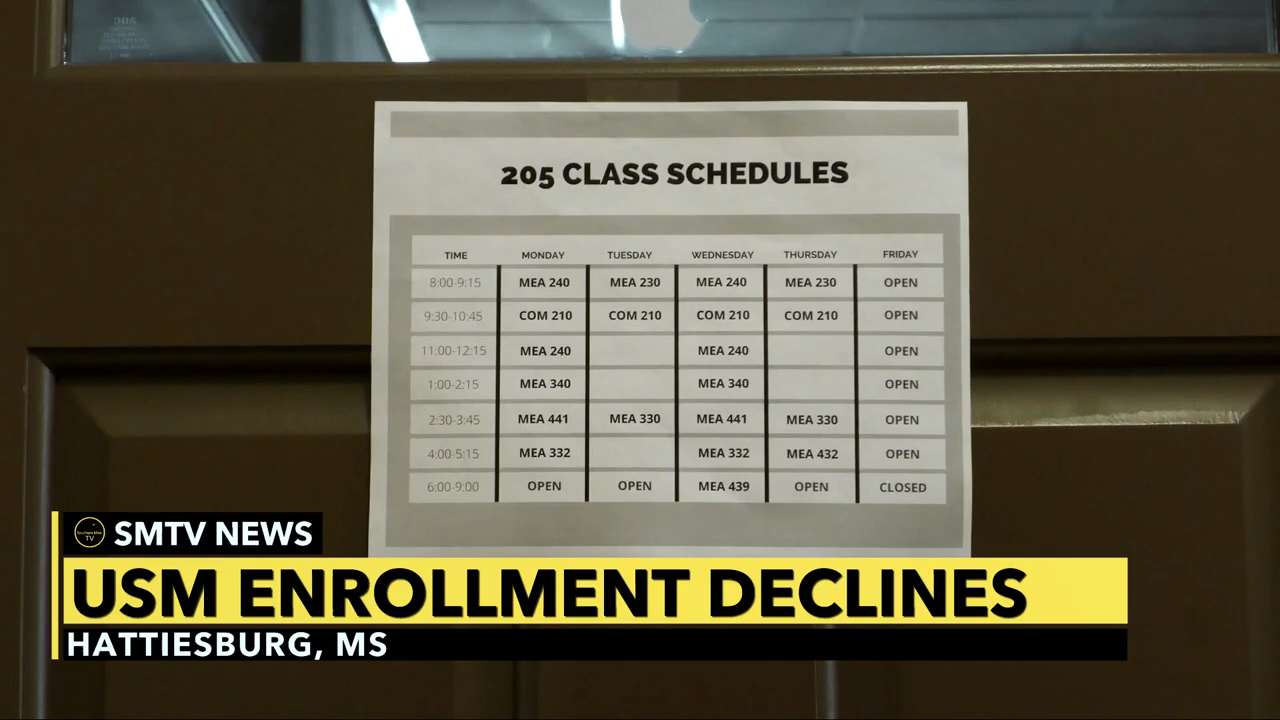 205 CLASS SCHEDULES
TIME MONDAY TUESDAY WEDNESDAY THURSDAY FRIDAY
8:00-9:15 MEA 240 MEA 230 MEA 240 MEA 230 OPEN
9:30-10:45 COM 210 COM 210 COM 210 COM 210 OPEN
11:00-12:15 MEA 240 MEA 240 OPEN
1:00-2:15 MEA 340 MEA 340 OPEN
2:30-3:45 MEA 441 MEA 330 MEA 441 MEA 330 OPEN
4:00-5:15 MEA 332 MEA 332 MEA 432 OPEN
6:00-9:00 OPEN OPEN MEA 439 OPEN CLOSED
TV
SMTV NEWS
USM ENROLLMENT DECLINES
HATTIESBURG, MS